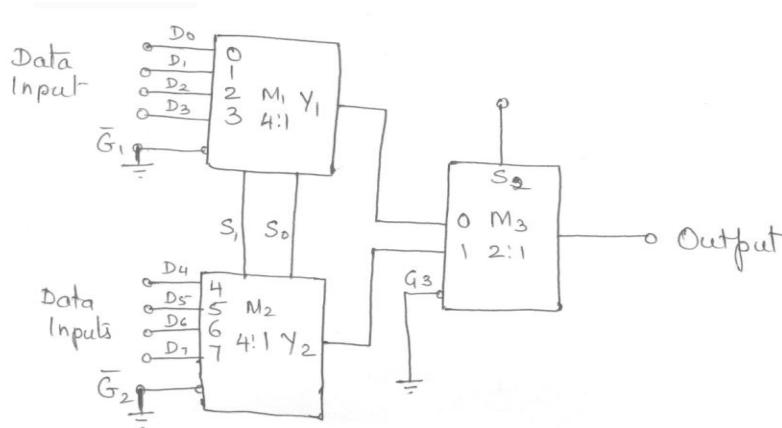 Data
Input
D0
D1
D2
D3
0
1
2
3
M1 Y1
4:1
G̅1
S1 S0
Data
Inputs
D4
D5
D6
D7
4
5
6
7
M2
4:1 Y2
G̅2
S2
0 M3
1 2:1
G3
Output